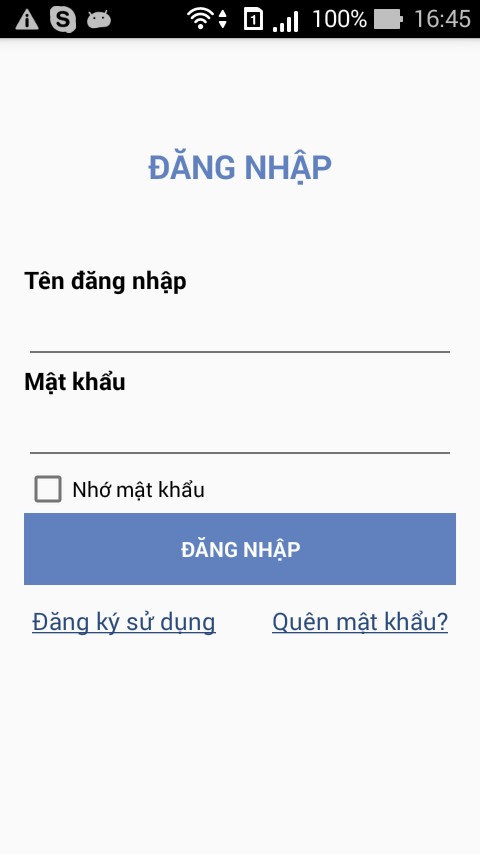 100% 16:45
ĐĂNG NHẬP
Tên đăng nhập
Mật khẩu
Nhớ mật khẩu
ĐĂNG NHẬP
Đăng ký sử dụng Quên mật khẩu?